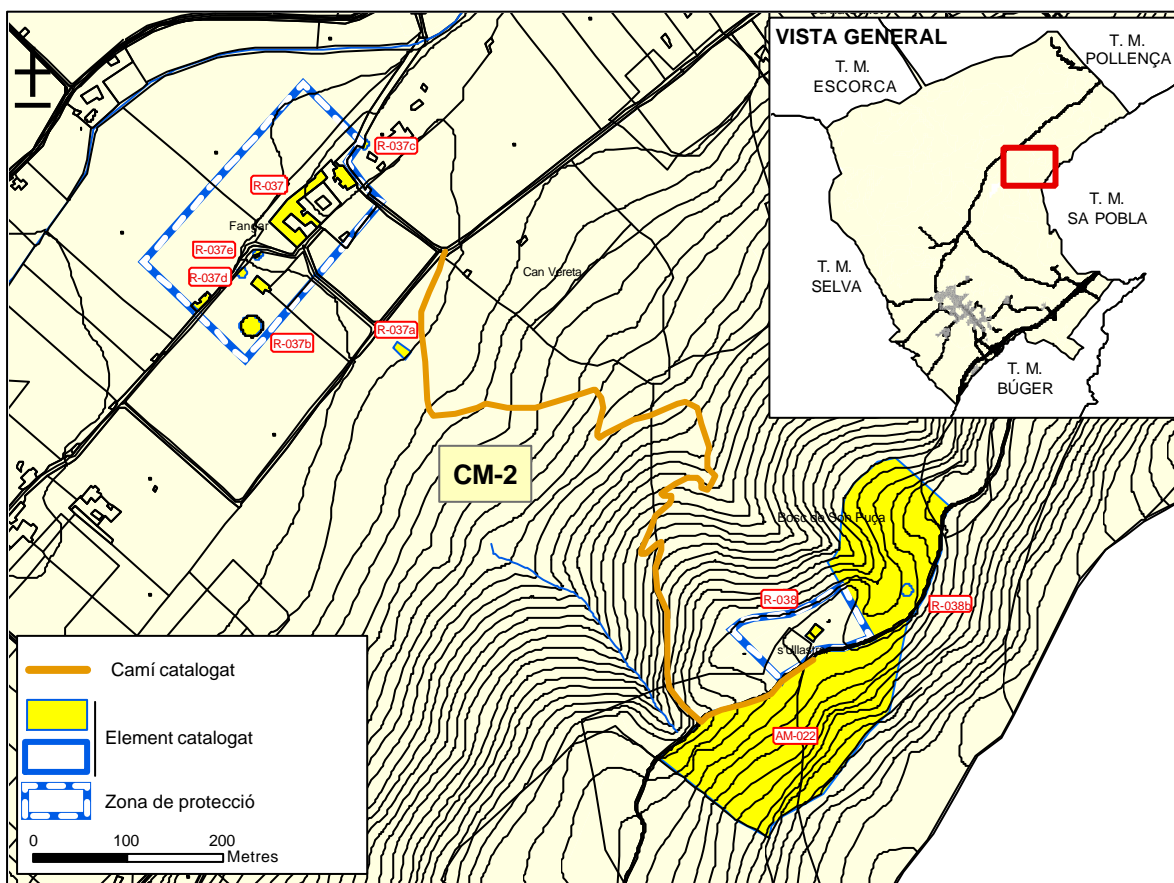 VISTA GENERAL
T. M.
POLLENÇA
T. M.
ESCORCA
T. M.
SA POBLA
T. M.
SELVA
T. M.
BÚGER
R-037c
R-037
Fangar
R-037e
R-037d
Can Vereta
R-037a
R-037b
CM-2
Bosc de Son Puça
R-038
R-038b
s'Ullastrar
AM-022
Camí catalogat
Element catalogat
Zona de protecció
0 100 200
Metres